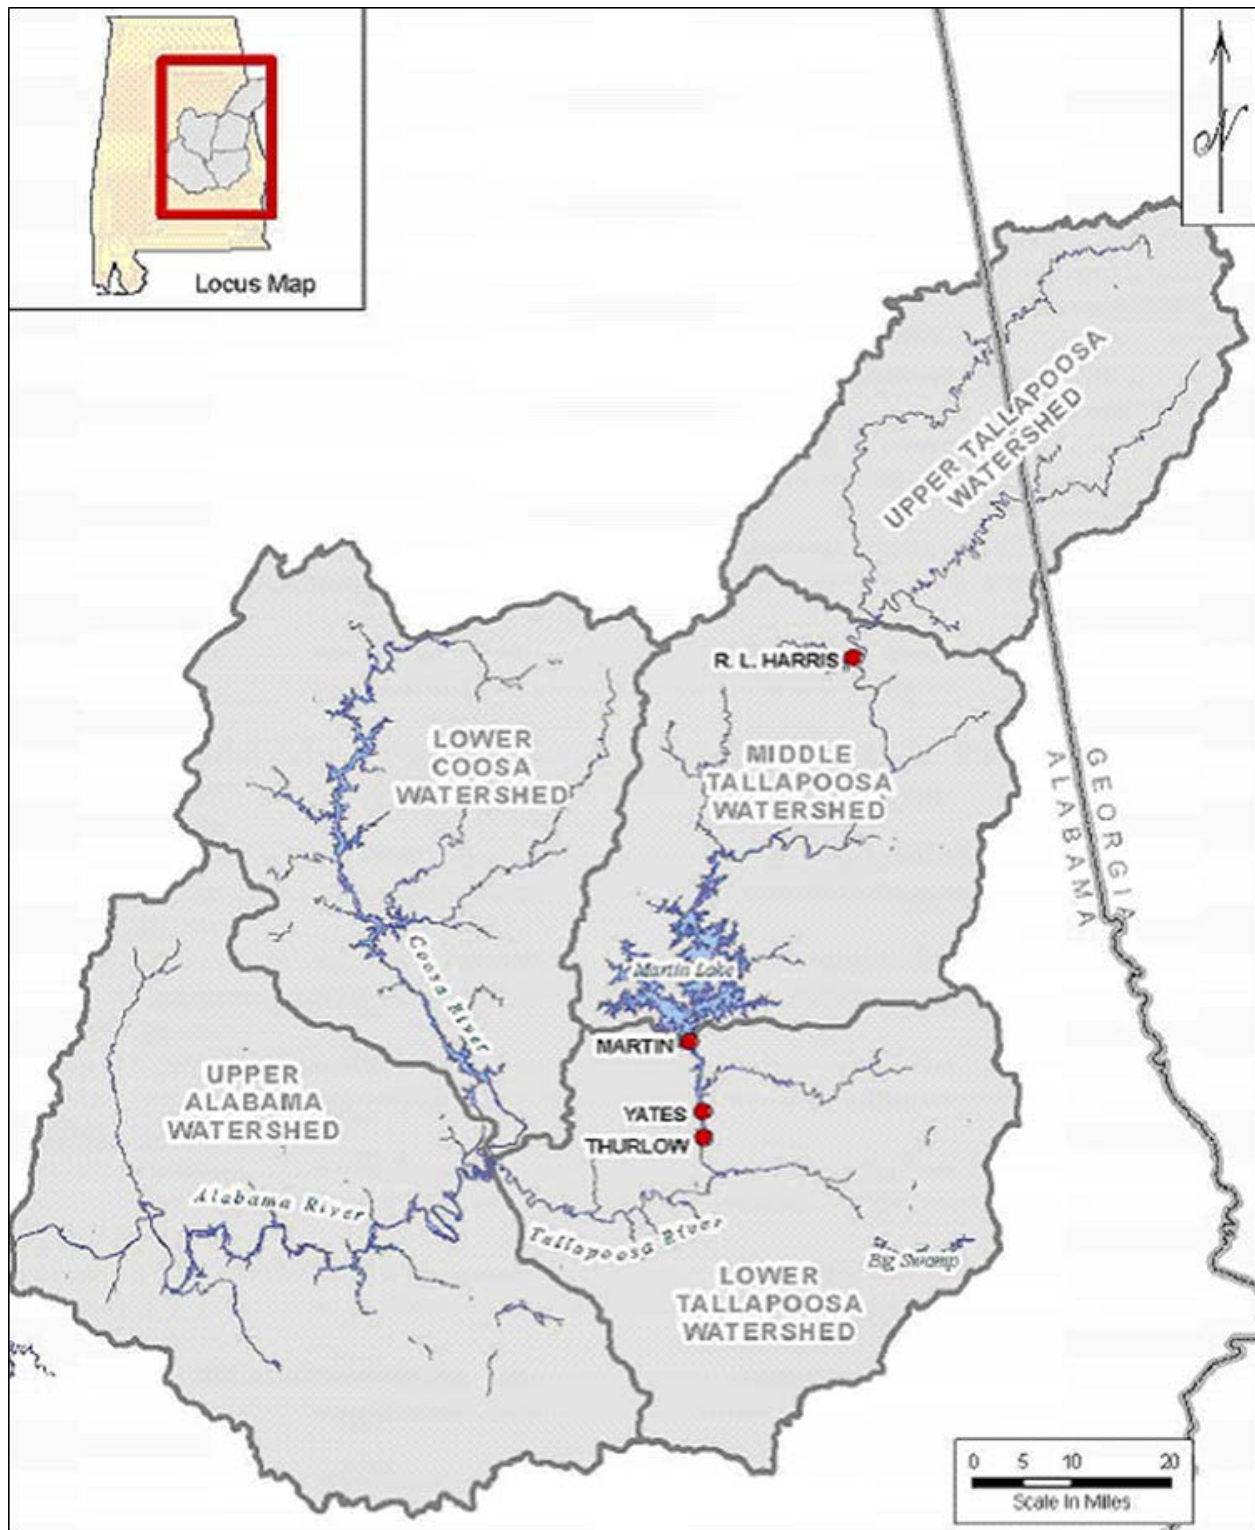 Locus Map
N
UPPER TALLAPOOSA
WATERSHED
R. L. HARRIS
LOWER
COOSA
WATERSHED
MIDDLE
TALLAPOOSA
WATERSHED
GEORGIA
ALABAMA
Coosa River
Martin Lake
MARTIN
UPPER
ALABAMA
WATERSHED
YATES
THURLOW
Alabama River
Tallapoosa River
Big Swamp
LOWER
TALLAPOOSA
WATERSHED
0 5 10 20
Scale In Miles